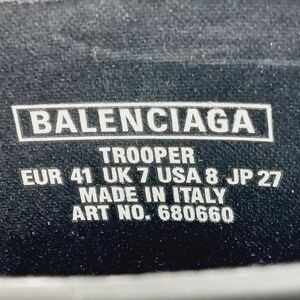 BALENCIAGA
TROOPER
EUR 41 UK 7 USA 8 JP 27
MADE IN ITALY
ART NO. 680660